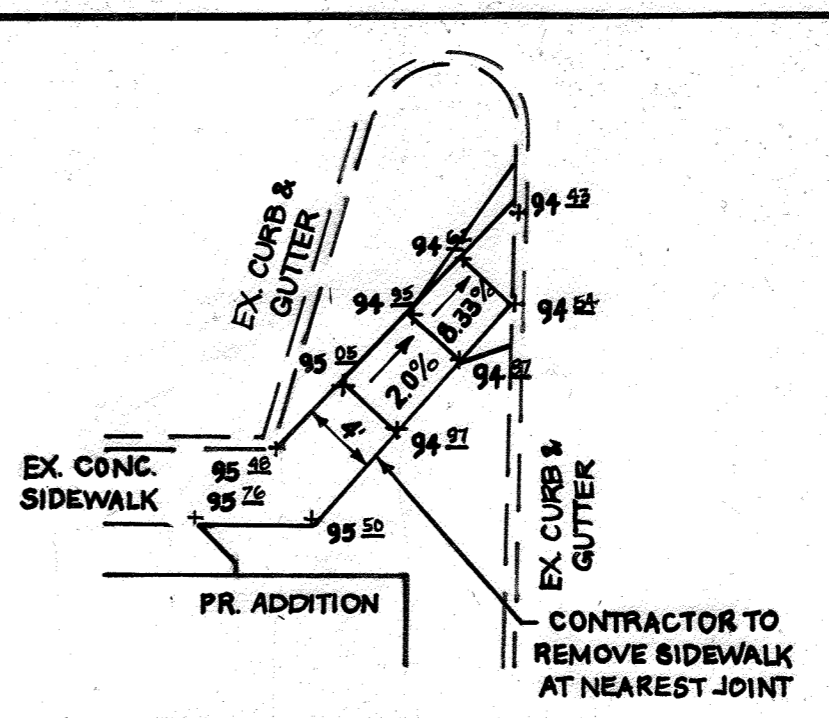 94 43
94 62
EX. CURB &
GUTTER
94 95
8.33%
94 54
95 05
2.0%
94 87
4'
94 97
EX. CONC.
SIDEWALK
95 48
95 76
95 50
EX. CURB &
GUTTER
PR. ADDITION
CONTRACTOR TO
REMOVE SIDEWALK
AT NEAREST JOINT